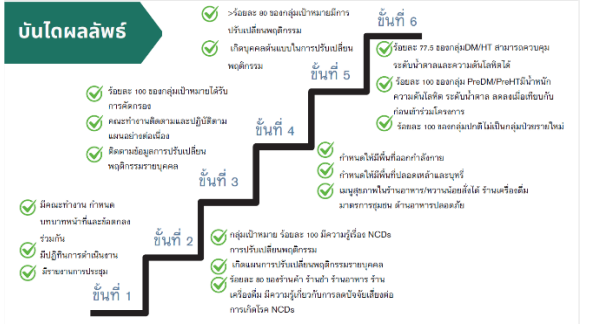 บันไดผลลัพธ์
>ร้อยละ 80 ของกลุ่มเป้าหมายมีการ
ปรับเปลี่ยนพฤติกรรม
เกิดบุคคลต้นแบบในการปรับเปลี่ยน
พฤติกรรม
ขั้นที่ 6
ร้อยละ 77.5 ของกลุ่มDM/HT สามารถควบคุม
ระดับน้ำตาลและความดันโลหิตได้
ร้อยละ 100 ของกลุ่ม PreDM/PreHTมีน้ำหนัก
ความดันโลหิต ระดับน้ำตาล ลดลงเมื่อเทียบกับ
ก่อนเข้าร่วมโครงการ
ร้อยละ 100 ของกลุ่มปกติไม่เป็นกลุ่มป่วยรายใหม่
ขั้นที่ 5
ร้อยละ 100 ของกลุ่มเป้าหมายได้รับ
การคัดกรอง
คณะทำงานติดตามและปฏิบัติตาม
แผนอย่างต่อเนื่อง
ติดตามข้อมูลการปรับเปลี่ยน
พฤติกรรมรายบุคคล
ขั้นที่ 4
กำหนดให้มีพื้นที่ออกกำลังกาย
กำหนดให้มีพื้นที่ปลอดเหล้าและบุหรี่
เมนูสุขภาพในร้านอาหาร/หวานน้อยสั่งได้ ร้านเครื่องดื่ม
มาตรการชุมชน ด้านอาหารปลอดภัย
ขั้นที่ 3
มีคณะทำงาน กำหนด
บทบาทหน้าที่และข้อตกลง
ร่วมกัน
มีปฏิทินการดำเนินงาน
มีรายงานการประชุม
ขั้นที่ 2
กลุ่มเป้าหมาย ร้อยละ 100 มีความรู้เรื่อง NCDs
การปรับเปลี่ยนพฤติกรรม
เกิดแผนการปรับเปลี่ยนพฤติกรรมรายบุคคล
ร้อยละ 80 ของร้านค้า ร้านชำ ร้านอาหาร ร้าน
เครื่องดื่ม มีความรู้เกี่ยวกับการลดปัจจัยเสี่ยงต่อ
การเกิดโรค NCDs
ขั้นที่ 1